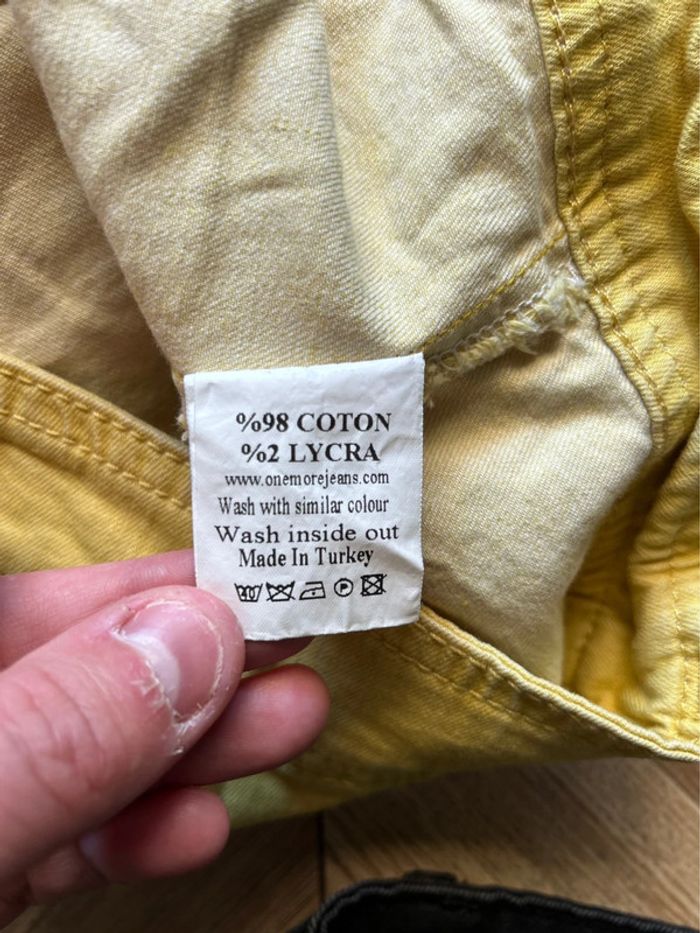 %98 COTON
%2 LYCRA
www.onemorejeans.com
Wash with similar colour
Wash inside out
Made In Turkey
P